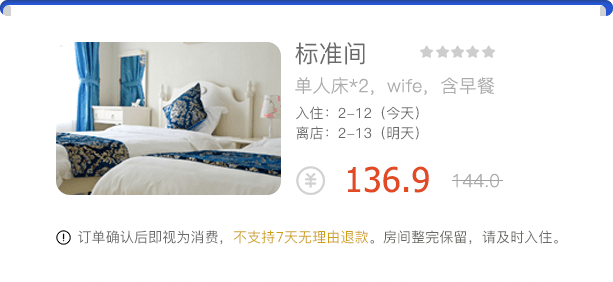 标准间
单人床*2，wife，含早餐
入住：2-12（今天）
离店：2-13（明天）
¥ 136.9 144.0
订单确认后即视为消费，不支持7天无理由退款。房间整完保留，请及时入住。